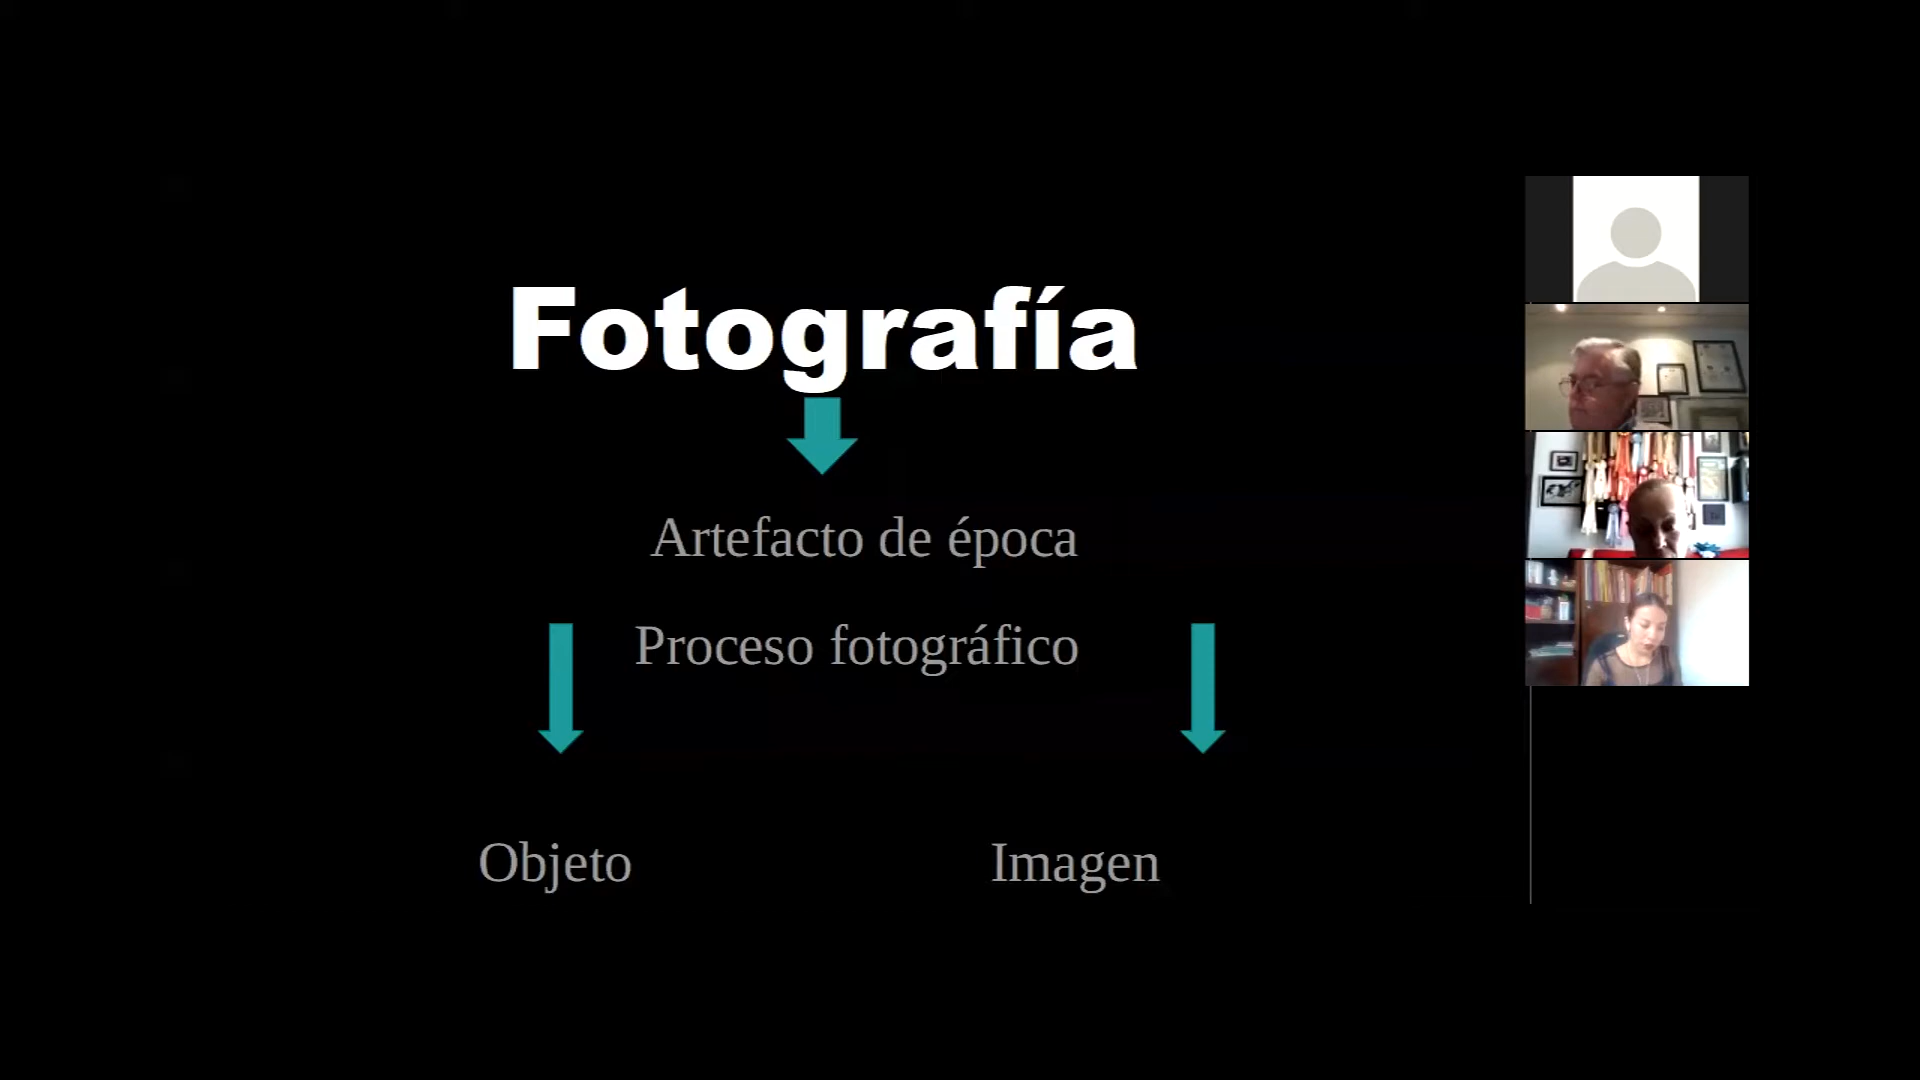 Fotografía
Artefacto de época
Proceso fotográfico
Objeto
Imagen